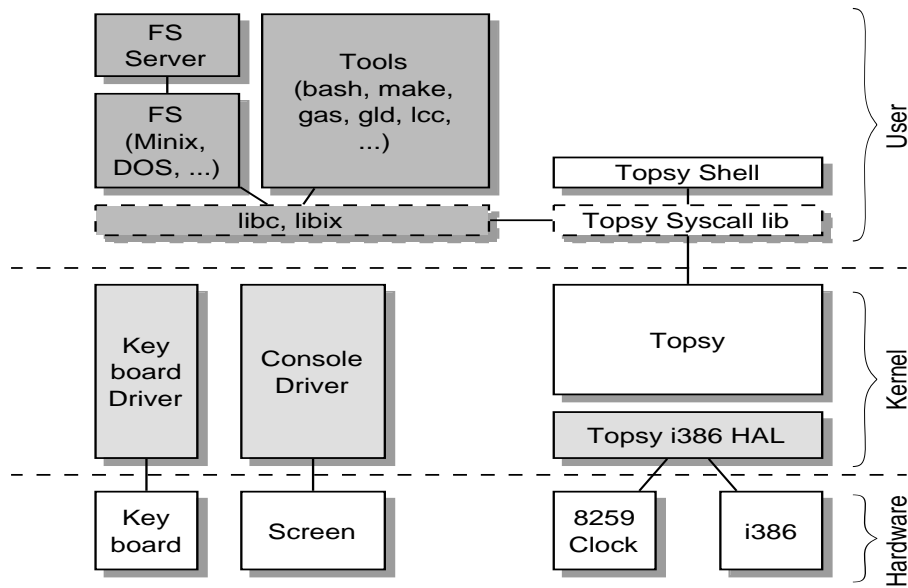 FS
Server
Tools
(bash, make,
gas, gld, lcc,
...)
FS
(Minix,
DOS, ...)
User
Topsy Shell
libc, libix
Topsy Syscall lib
Key
board
Driver
Console
Driver
Topsy
Kernel
Topsy i386 HAL
Key
board
Screen
8259
Clock
i386
Hardware